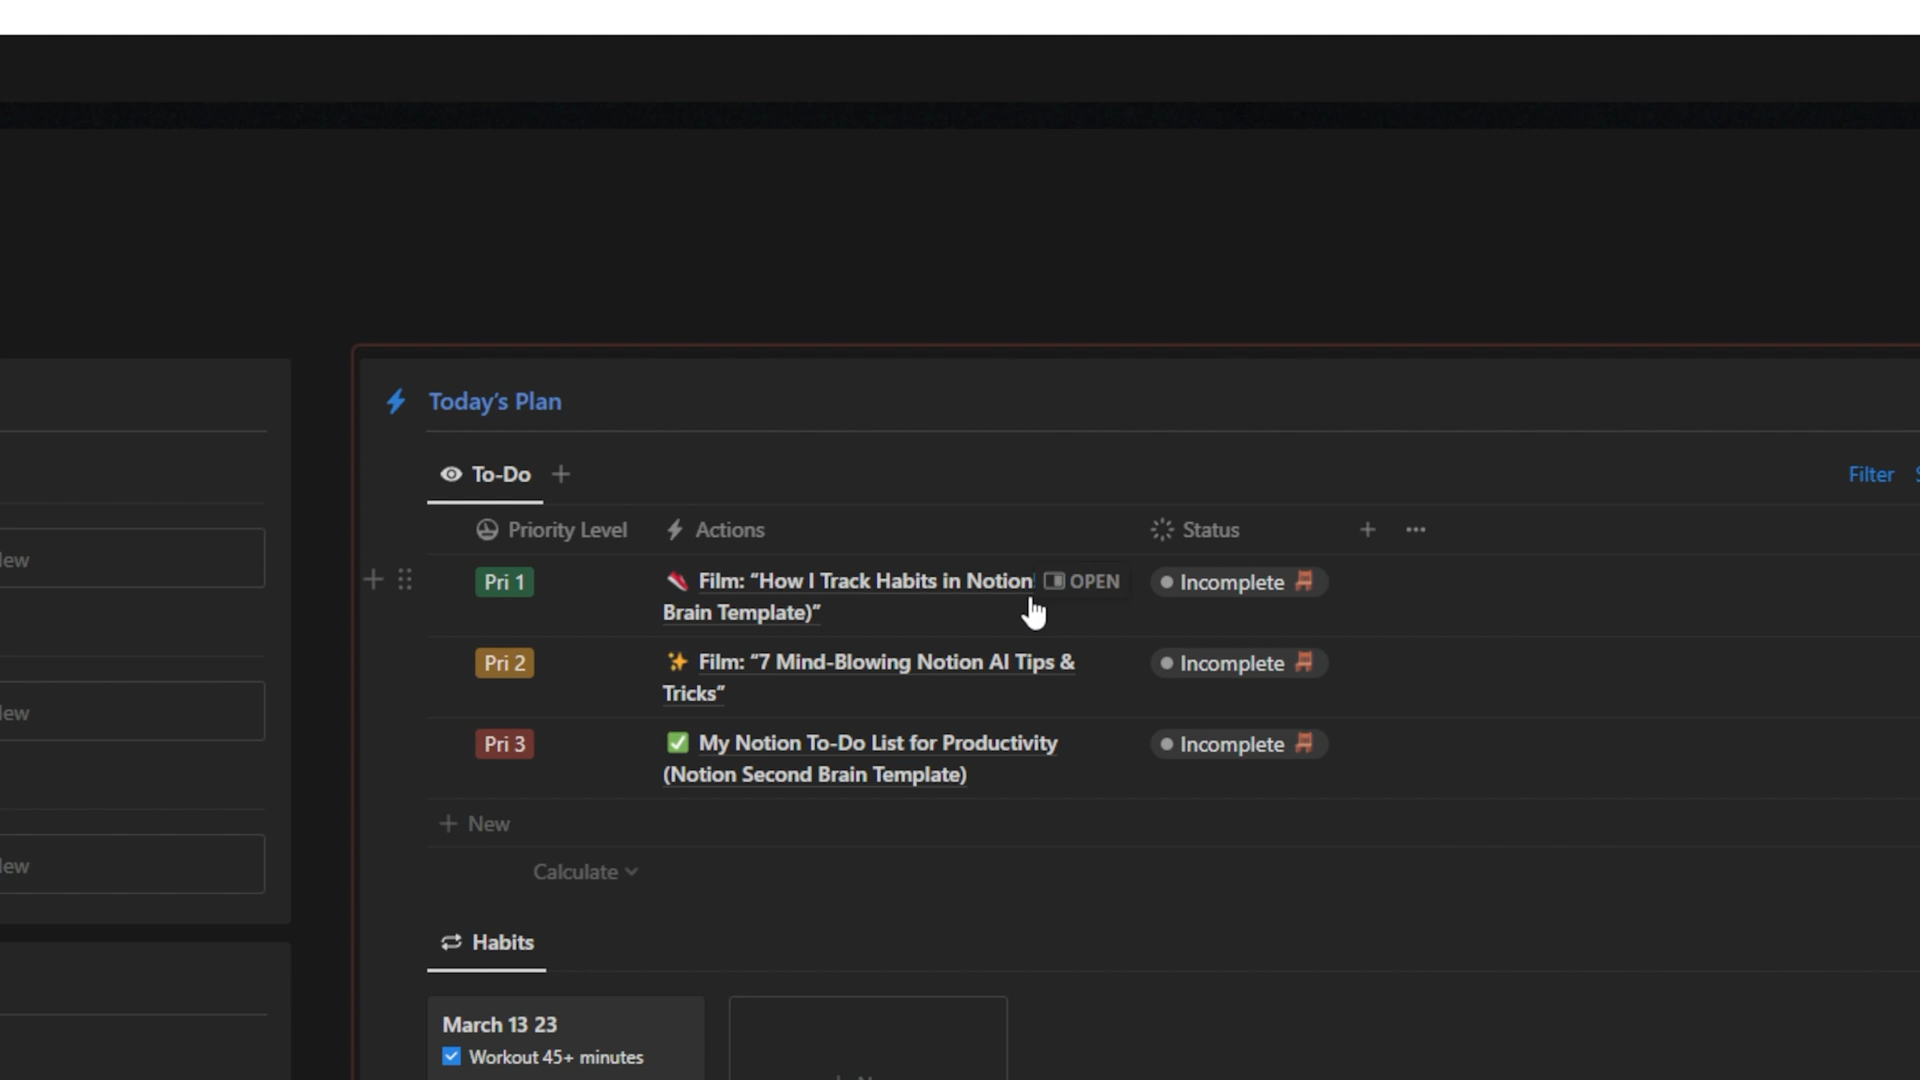 Today's Plan
To-Do
Filter
Priority Level Actions Status
Pri 1 Film: “How I Track Habits in Notion OPEN Incomplete
Brain Template)”
Pri 2 Film: “7 Mind-Blowing Notion AI Tips & Incomplete
Tricks”
Pri 3 My Notion To-Do List for Productivity Incomplete
(Notion Second Brain Template)
New
Calculate
Habits
March 13 23
Workout 45+ minutes